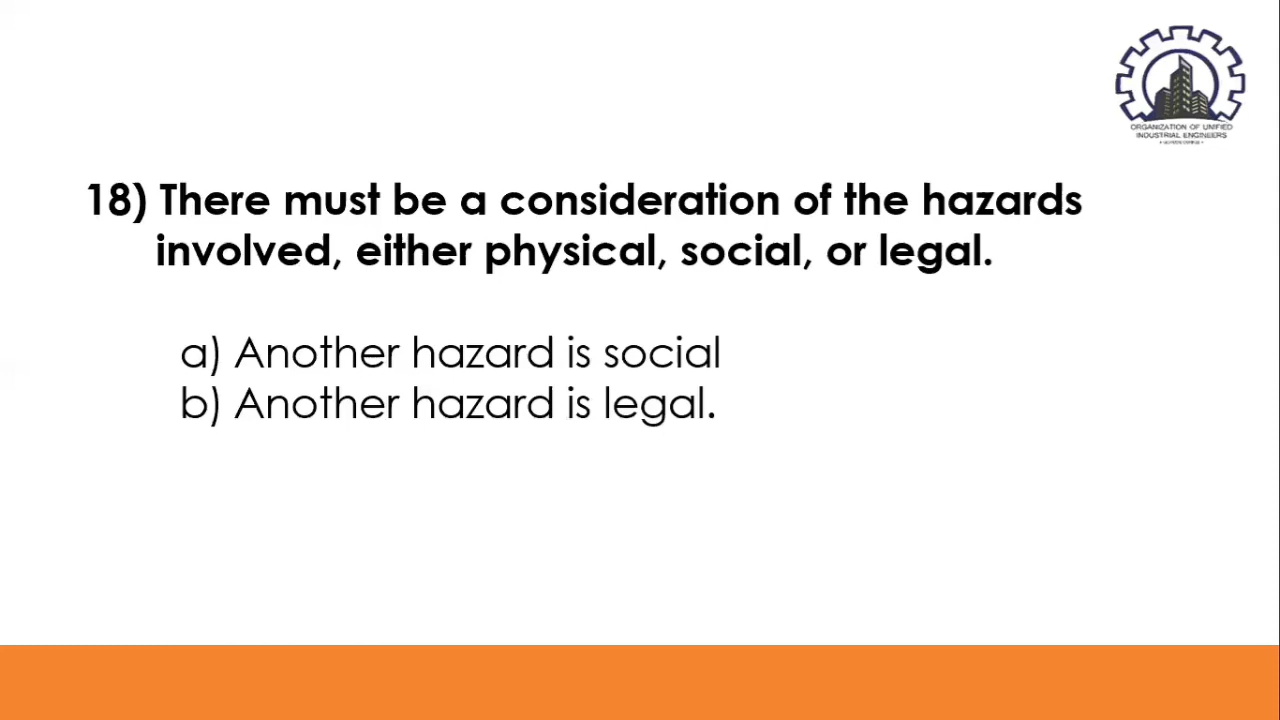 ORGANIZATION OF UNIFIED
INDUSTRIAL ENGINEERS
18) There must be a consideration of the hazards
involved, either physical, social, or legal.
a) Another hazard is social
b) Another hazard is legal.